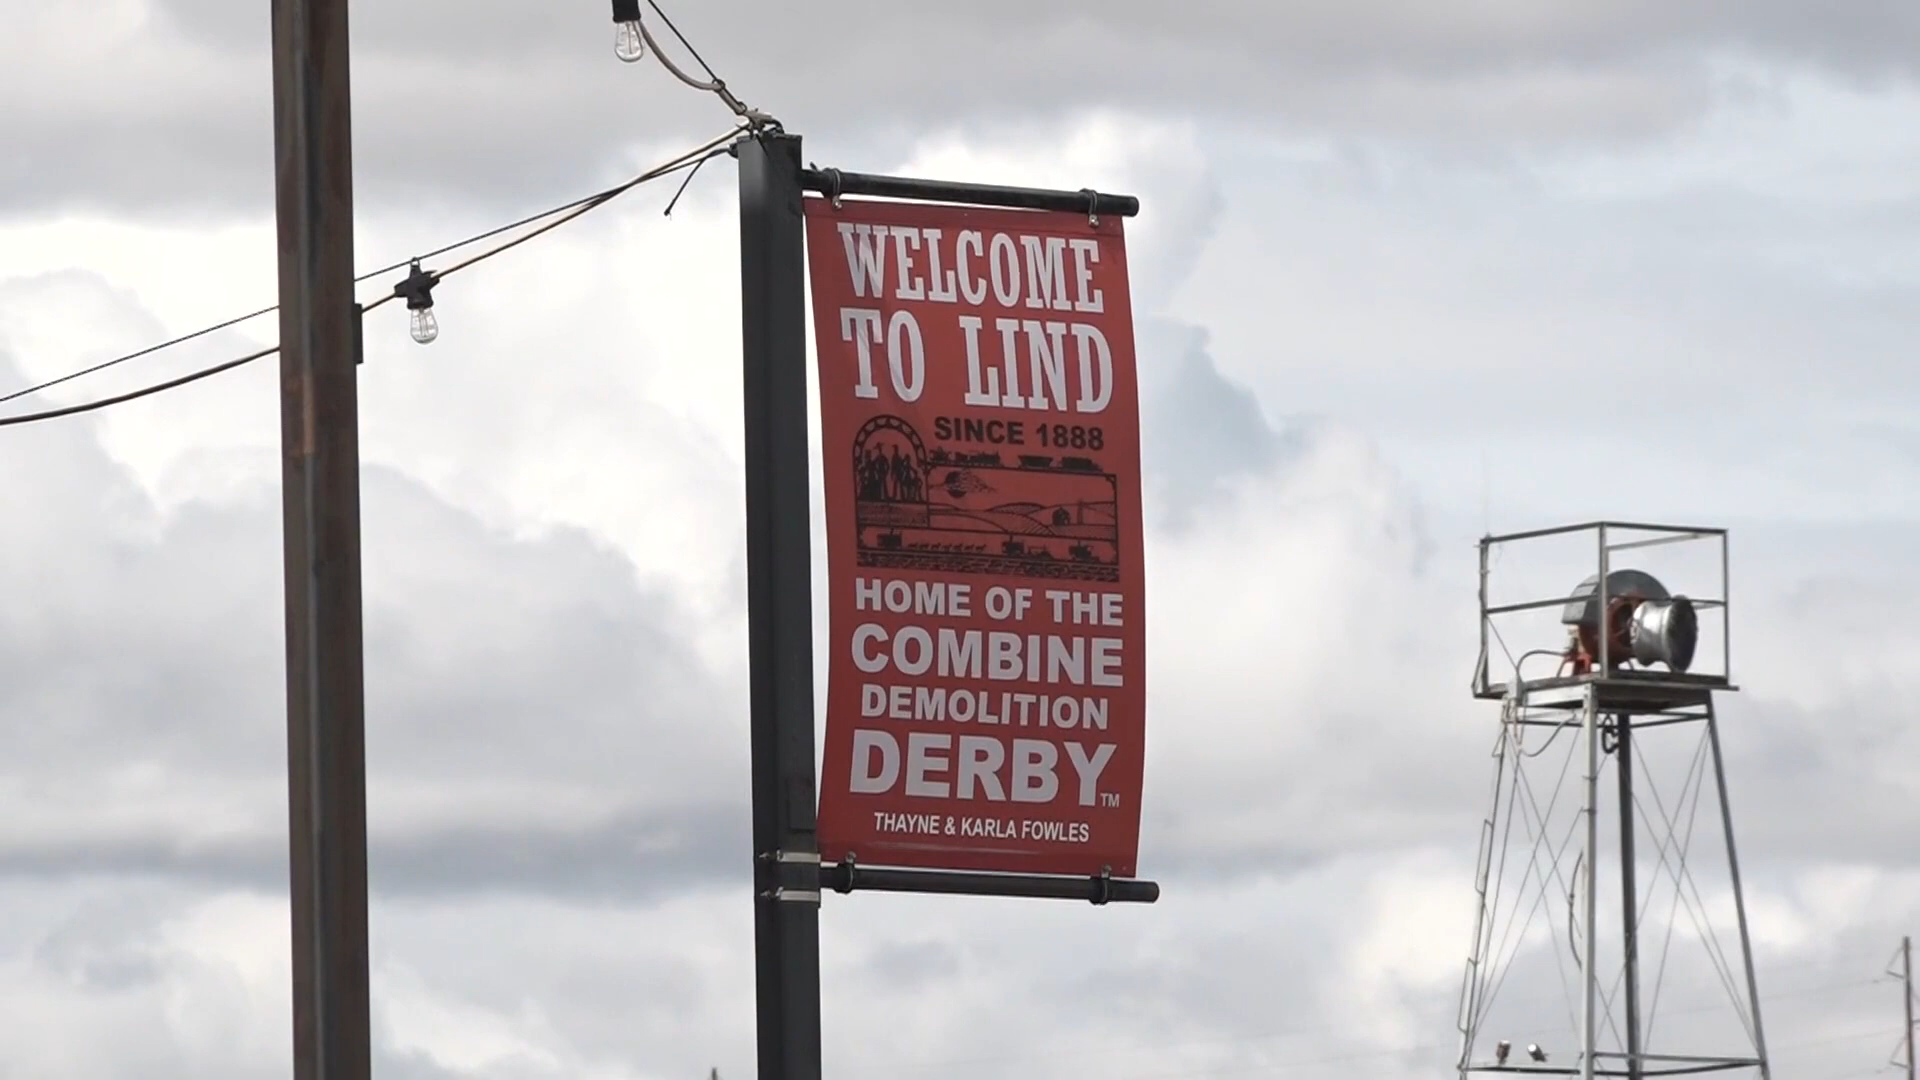 WELCOME
TO LIND
SINCE 1888
HOME OF THE
COMBINE
DEMOLITION
DERBY™
THAYNE & KARLA FOWLES